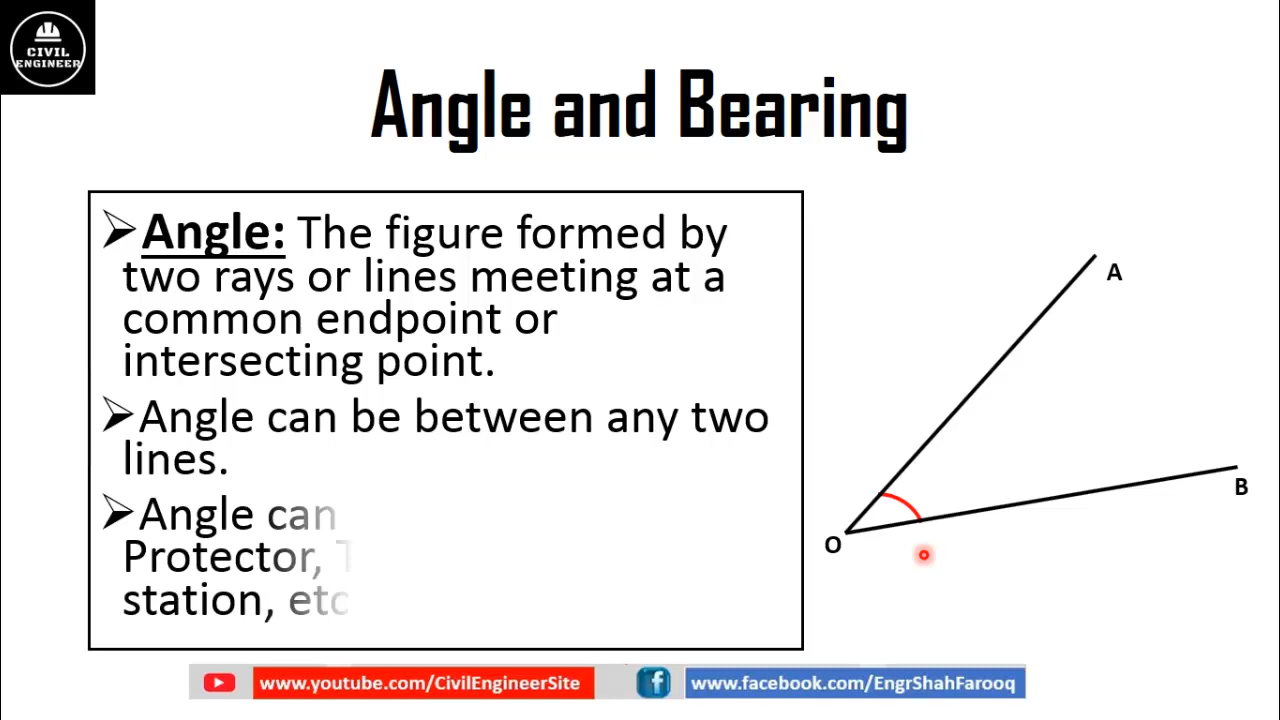 CIVIL
ENGINEER
Angle and Bearing
➢Angle: The figure formed by
two rays or lines meeting at a
common endpoint or
intersecting point.
➢Angle can be between any two
lines.
➢Angle can
Protector,
station, etc
A
B
O
www.youtube.com/CivilEngineerSite
www.facebook.com/EngrShahFarooq